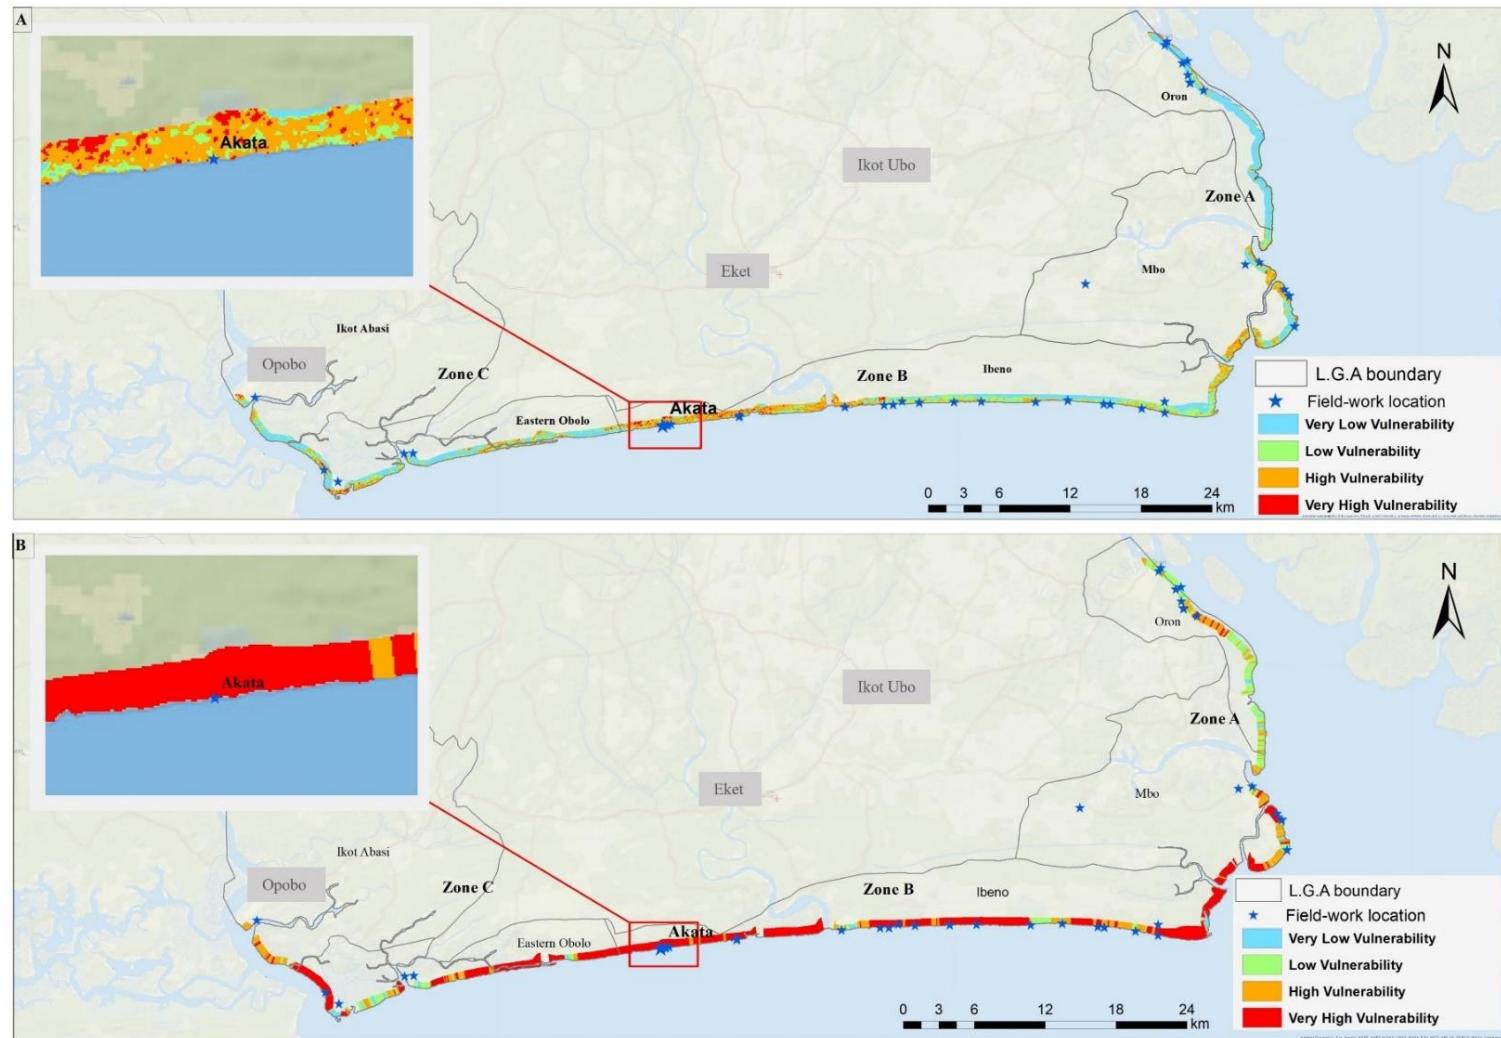 A
N
Akata
Oron
Ikot Ubo
Zone A
Eket
Mbo
Ikot Abasi
Opobo
Zone C
Zone B
Ibeno
Akata
Eastern Obolo
L.G.A boundary
Field-work location
Very Low Vulnerability
Low Vulnerability
High Vulnerability
Very High Vulnerability
0 3 6 12 18 24
km
B
N
Akata
Oron
Ikot Ubo
Zone A
Eket
Mbo
Ikot Abasi
Opobo
Zone C
Zone B
Ibeno
Akata
Eastern Obolo
L.G.A boundary
Field-work location
Very Low Vulnerability
Low Vulnerability
High Vulnerability
Very High Vulnerability
0 3 6 12 18 24
km